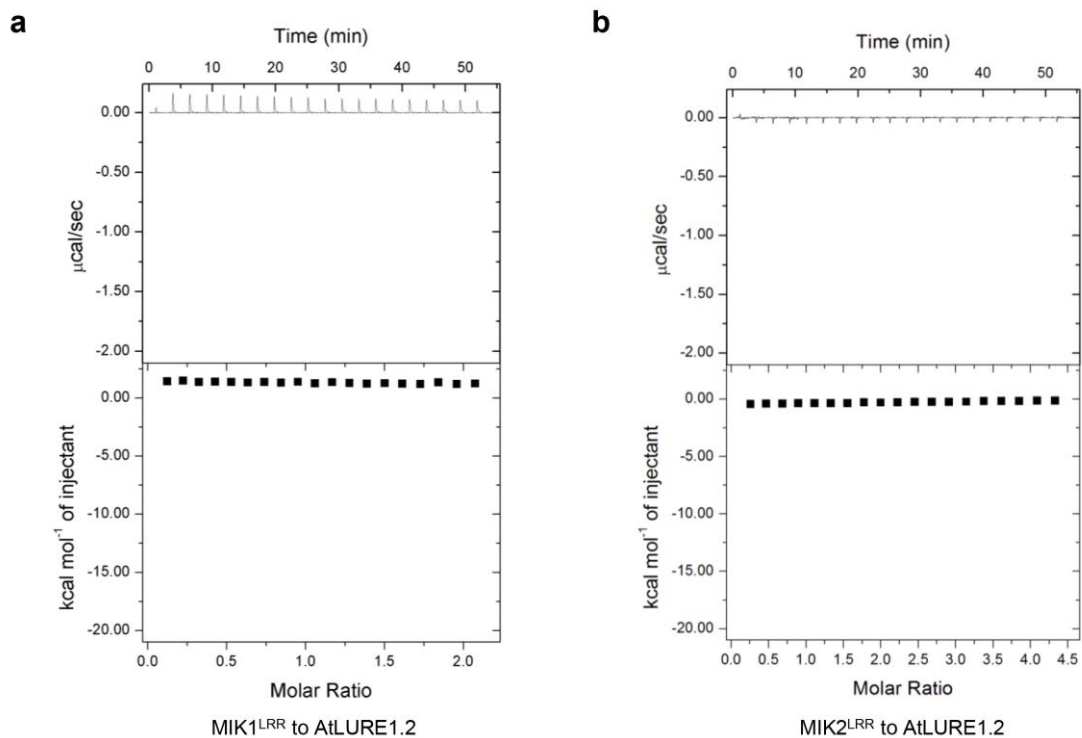 a
Time (min)
0 10 20 30 40 50
0.00
-0.50
-1.00
-1.50
-2.00
µcal/sec
0.00
-5.00
-10.00
-15.00
-20.00
kcal mol⁻¹ of injectant
0.0 0.5 1.0 1.5 2.0
Molar Ratio
MIK1ᴸᴿᴿ to AtLURE1.2
b
Time (min)
0 10 20 30 40 50
0.00
-0.50
-1.00
-1.50
-2.00
µcal/sec
0.00
-5.00
-10.00
-15.00
-20.00
kcal mol⁻¹ of injectant
0.0 0.5 1.0 1.5 2.0 2.5 3.0 3.5 4.0 4.5
Molar Ratio
MIK2ᴸᴿᴿ to AtLURE1.2